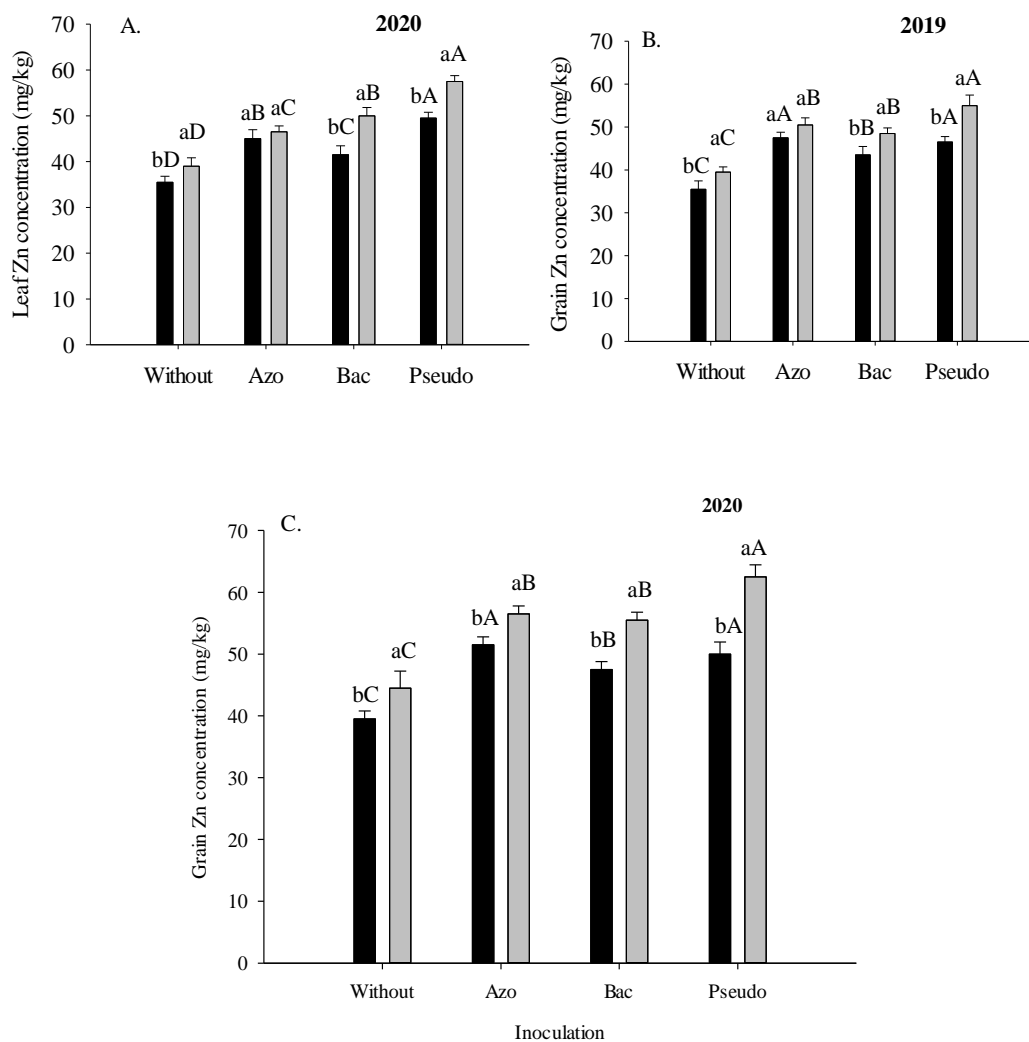 A.
2020
Leaf Zn concentration (mg/kg)
70
60
50
40
30
20
10
0
bD
aD
aB
aC
bC
aB
bA
aA
Without Azo Bac Pseudo
B.
2019
Grain Zn concentration (mg/kg)
70
60
50
40
30
20
10
0
bC
aC
aA
aB
bB
aB
bA
aA
Without Azo Bac Pseudo
C.
2020
Grain Zn concentration (mg/kg)
70
60
50
40
30
20
10
0
bC
aC
bA
aB
bB
aB
bA
aA
Without Azo Bac Pseudo
Inoculation